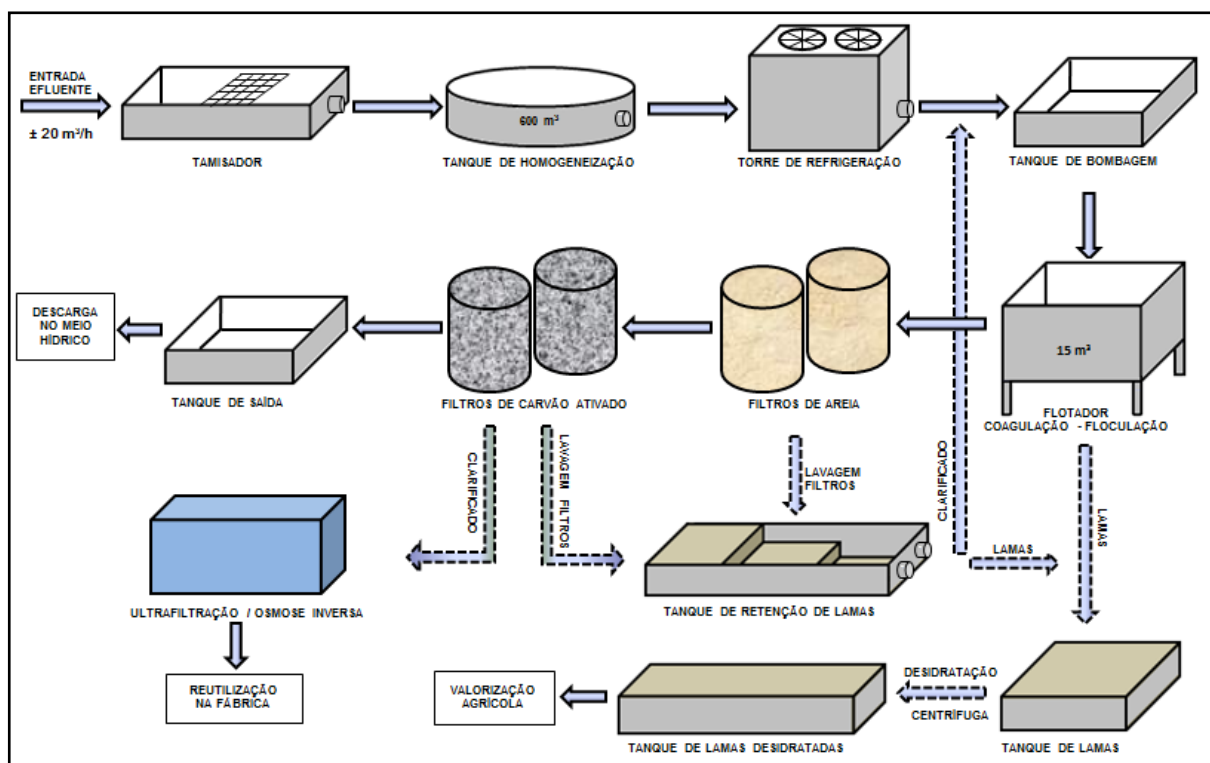 ENTRADA
EFLUENTE
± 20 m³/h
TAMISADOR
600 m³
TANQUE DE HOMOGENEIZAÇÃO
TORRE DE REFRIGERAÇÃO
TANQUE DE BOMBAGEM
DESCARGA
NO MEIO
HÍDRICO
TANQUE DE SAÍDA
FILTROS DE CARVÃO ATIVADO
FILTROS DE AREIA
15 m³
FLOTADOR
COAGULAÇÃO - FLOCULAÇÃO
CLARIFICADO
LAVAGEM FILTROS
LAVAGEM
FILTROS
CLARIFICADO
LAMAS
LAMAS
ULTRAFILTRAÇÃO / OSMOSE INVERSA
TANQUE DE RETENÇÃO DE LAMAS
REUTILIZAÇÃO
NA FÁBRICA
VALORIZAÇÃO
AGRÍCOLA
DESIDRATAÇÃO
CENTRÍFUGA
TANQUE DE LAMAS DESIDRATADAS
TANQUE DE LAMAS